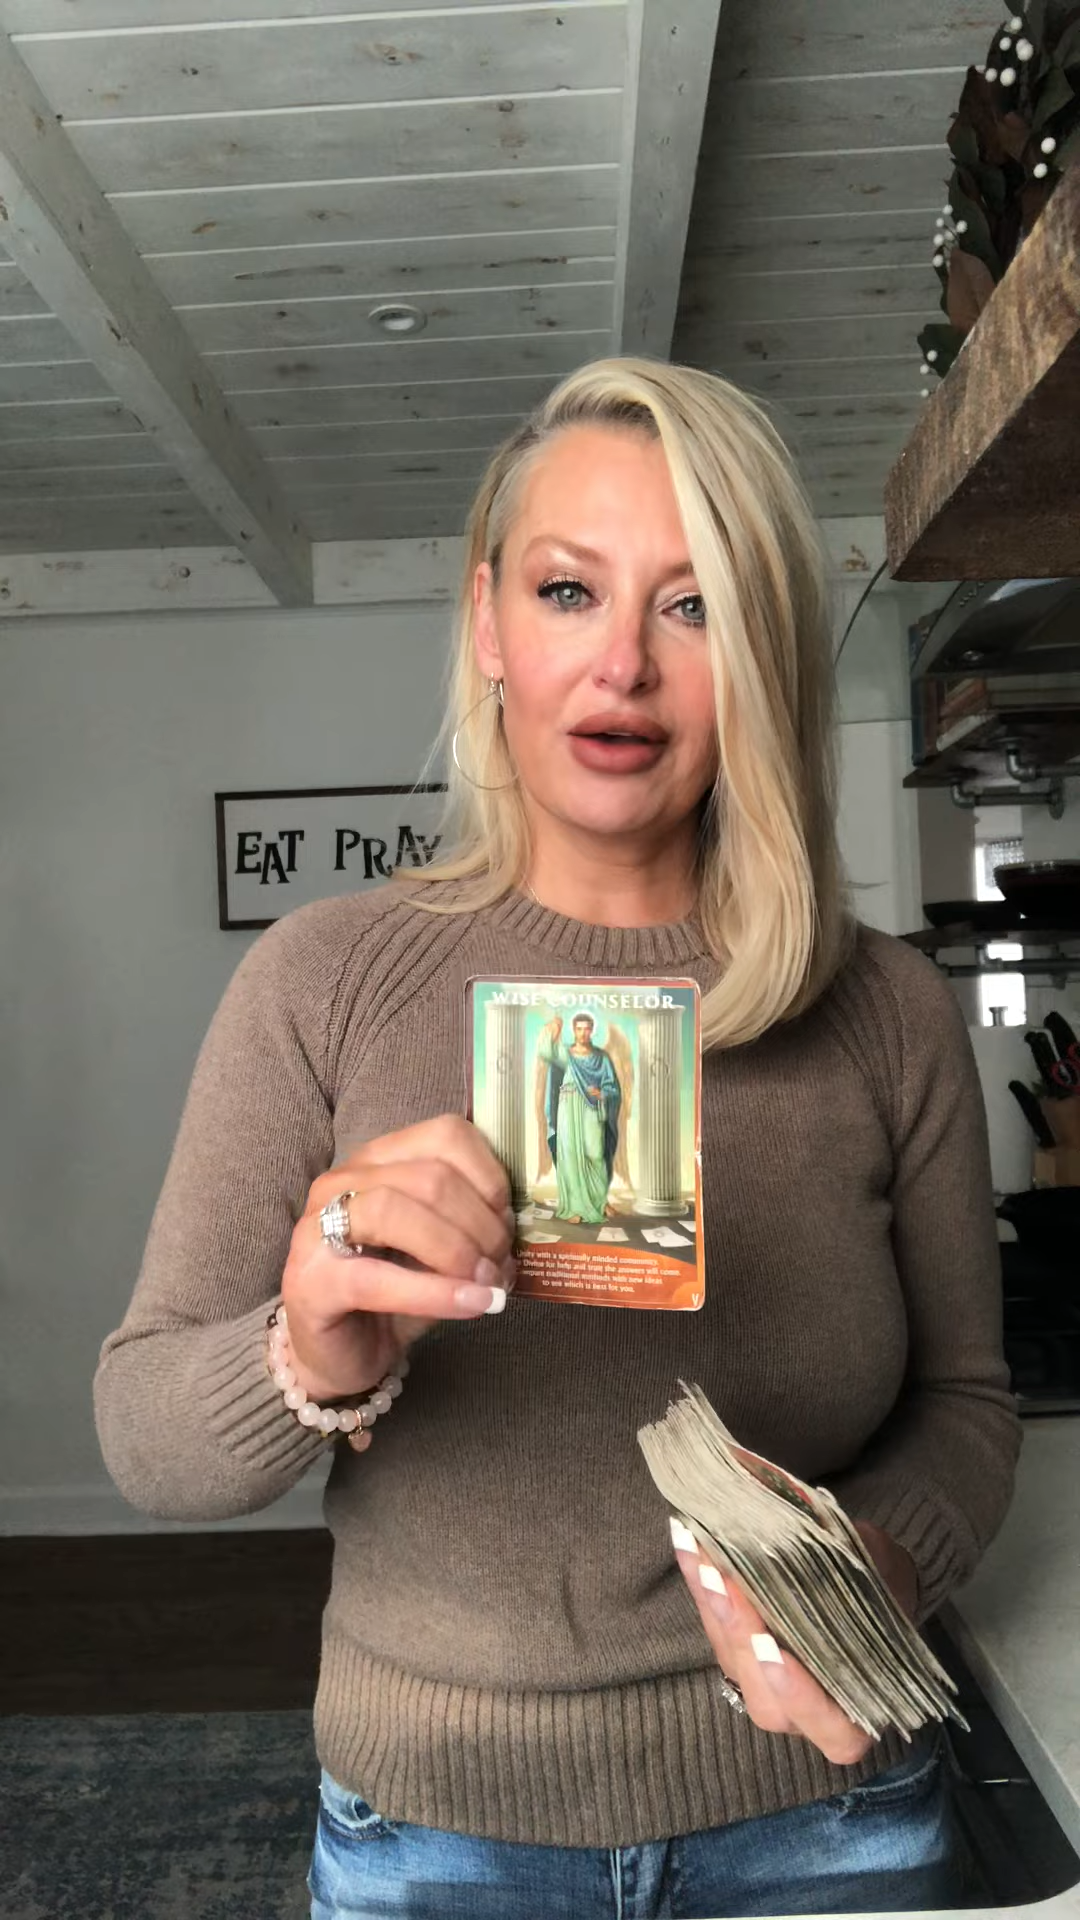 EAT PRAY
WISE COUNSELOR
Unity with a spiritually minded community.
Divine for help and trust the answers will come.
Compare traditional methods with new ideas
to see which is best for you.
V